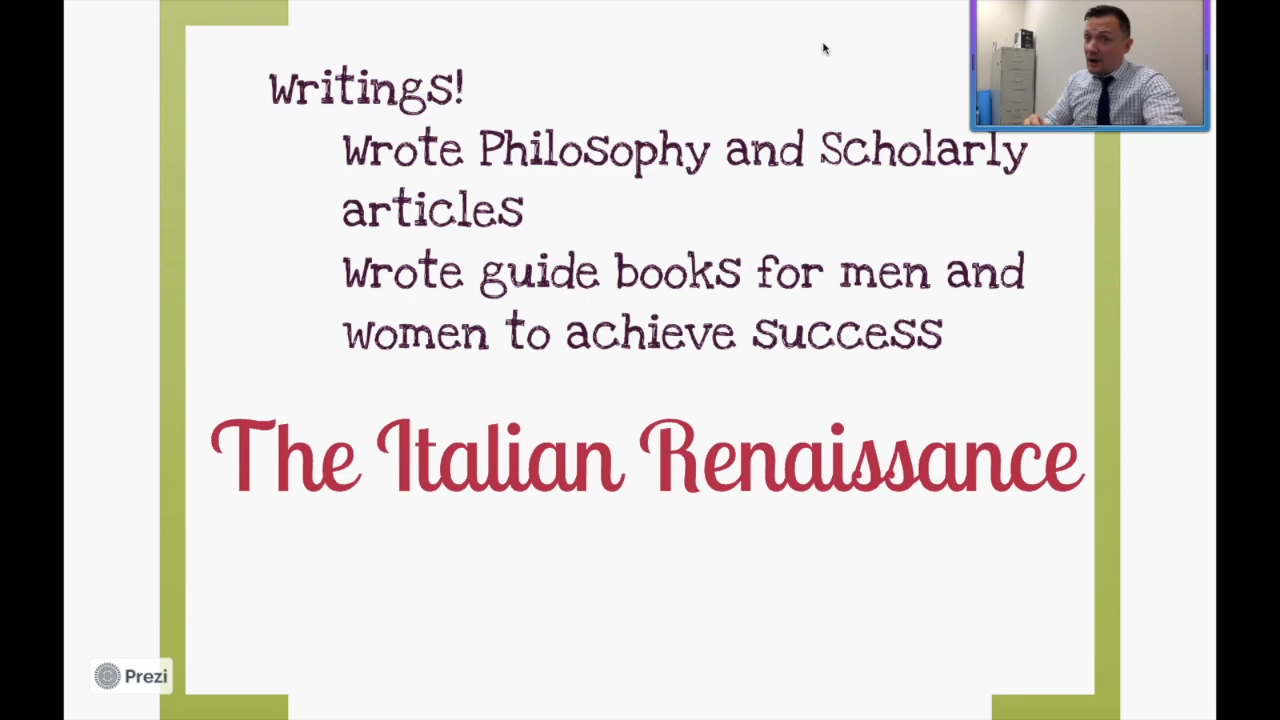 Writings!
Wrote Philosophy and Scholarly
articles
Wrote guide books for men and
women to achieve success
The Italian Renaissance
Prezi